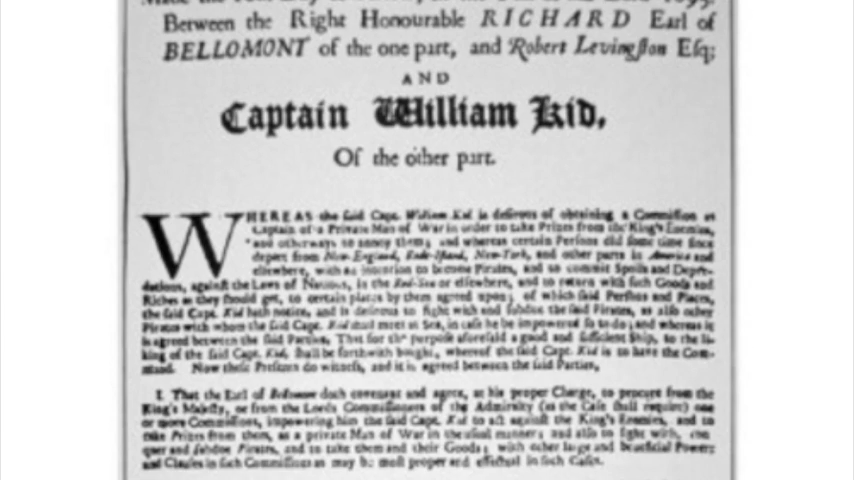 Between the Right Honourable RICHARD Earl of
BELLOMONT of the one part, and Robert Levingſton Eſq;
AND
Captain William Kid,
Of the other part.
WHEREAS the ſaid Capt. William Kid is deſirous of obtaining a Commiſſion as
Captain of a Private Man of War in order to take Prizes from the King's Enemies,
and otherways to annoy them; and whereas certain Perſons did ſome time ſince
depart from New-England, Rode-Iſland, New-York, and other parts in America and
elſewhere, with an intention to become Pirates, and to commit Spoils and Depre-
dations, againſt the Laws of Nations, in the Red-Sea or elſewhere, and to return with ſuch Goods and
Riches as they ſhould get, to certain places by them agreed upon; of which ſaid Perſons and Places,
the ſaid Capt. Kid hath notice, and is deſirous to fight with and ſubdue the ſaid Pirates, as alſo other
Pirates with whom the ſaid Capt. Kid ſhall meet at Sea, in caſe he be impowered ſo to do; and whereas it
is agreed between the ſaid Parties, That for the purpoſe aforeſaid a good and ſufficient Ship, to the li-
king of the ſaid Capt. Kid, ſhall be forthwith bought, whereof the ſaid Capt. Kid is to have the Com-
mand. Now theſe Preſents do witneſs, and it is agreed between the ſaid Parties,
I. That the Earl of Bellomont doth covenant and agree, at his proper Charge, to procure from the
King's Majeſty, or from the Lords Commiſſioners of the Admiralty (as the Caſe ſhall require) one
or more Commiſſions, impowering him the ſaid Capt. Kid to act againſt the King's Enemies, and to
take Prizes from them, as a private Man of War in the uſual manner; and alſo to fight with, con-
quer and ſubdue Pirates, and to take them and their Goods; with other large and beneficial Powers
and Clauſes in ſuch Commiſſions as may be moſt proper and effectual in ſuch Caſes.